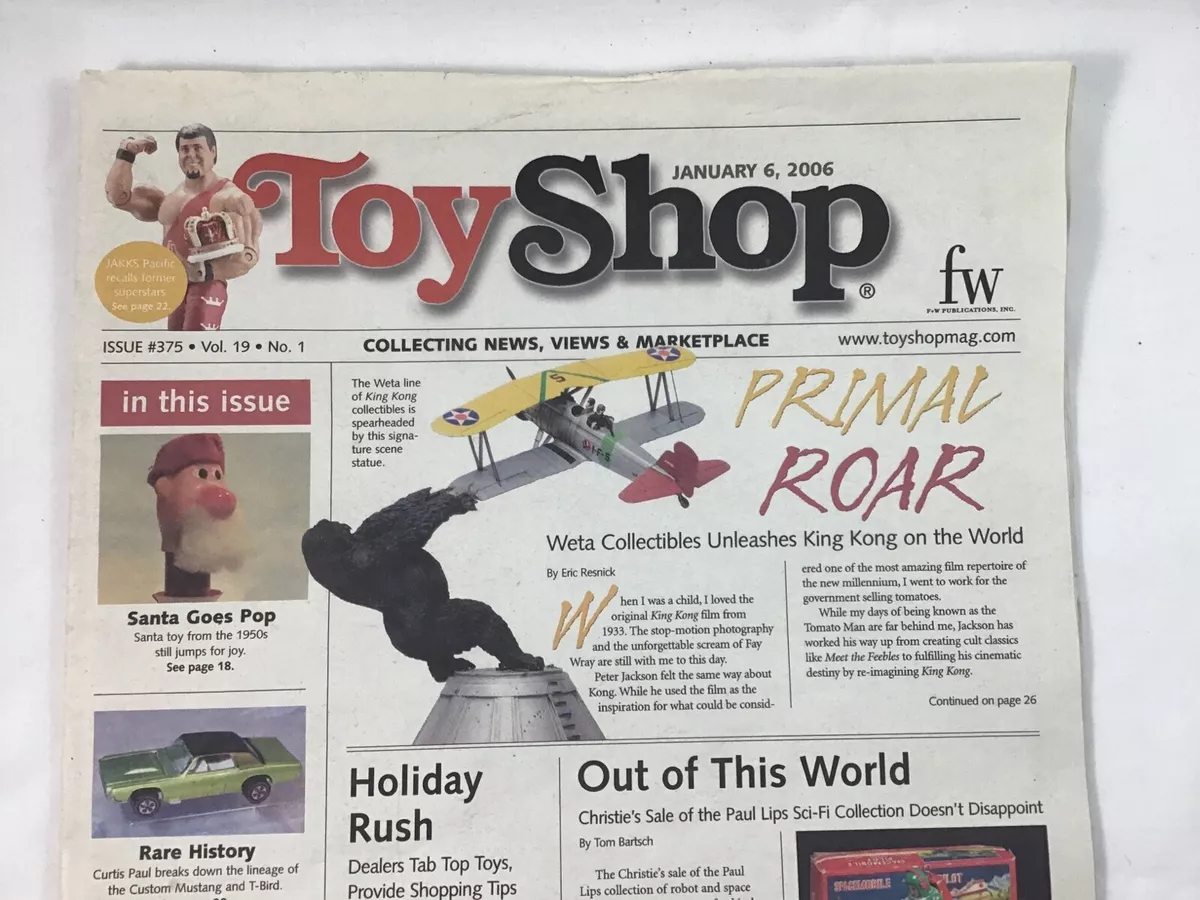 JANUARY 6, 2006
ToyShop®
JAKKS Pacific
recalls former
superstars
See page 22.
fw
F+W PUBLICATIONS, INC.
ISSUE #375 • Vol. 19 • No. 1
COLLECTING NEWS, VIEWS & MARKETPLACE
www.toyshopmag.com
in this issue
Santa Goes Pop
Santa toy from the 1950s
still jumps for joy.
See page 18.
Rare History
Curtis Paul breaks down the lineage of
the Custom Mustang and T-Bird.
The Weta line
of King Kong
collectibles is
spearheaded
by this signa-
ture scene
statue.
5
1-F-5
PRIMAL
ROAR
Weta Collectibles Unleashes King Kong on the World
By Eric Resnick
When I was a child, I loved the
original King Kong film from
1933. The stop-motion photography
and the unforgettable scream of Fay
Wray are still with me to this day.
Peter Jackson felt the same way about
Kong. While he used the film as the
inspiration for what could be consid-
ered one of the most amazing film repertoire of
the new millennium, I went to work for the
government selling tomatoes.
While my days of being known as the
Tomato Man are far behind me, Jackson has
worked his way up from creating cult classics
like Meet the Feebles to fulfilling his cinematic
destiny by re-imagining King Kong.
Continued on page 26
Holiday
Rush
Dealers Tab Top Toys,
Provide Shopping Tips
Out of This World
Christie's Sale of the Paul Lips Sci-Fi Collection Doesn't Disappoint
By Tom Bartsch
The Christie's sale of the Paul
Lips collection of robot and space
SPACEMOBILE
PILOT